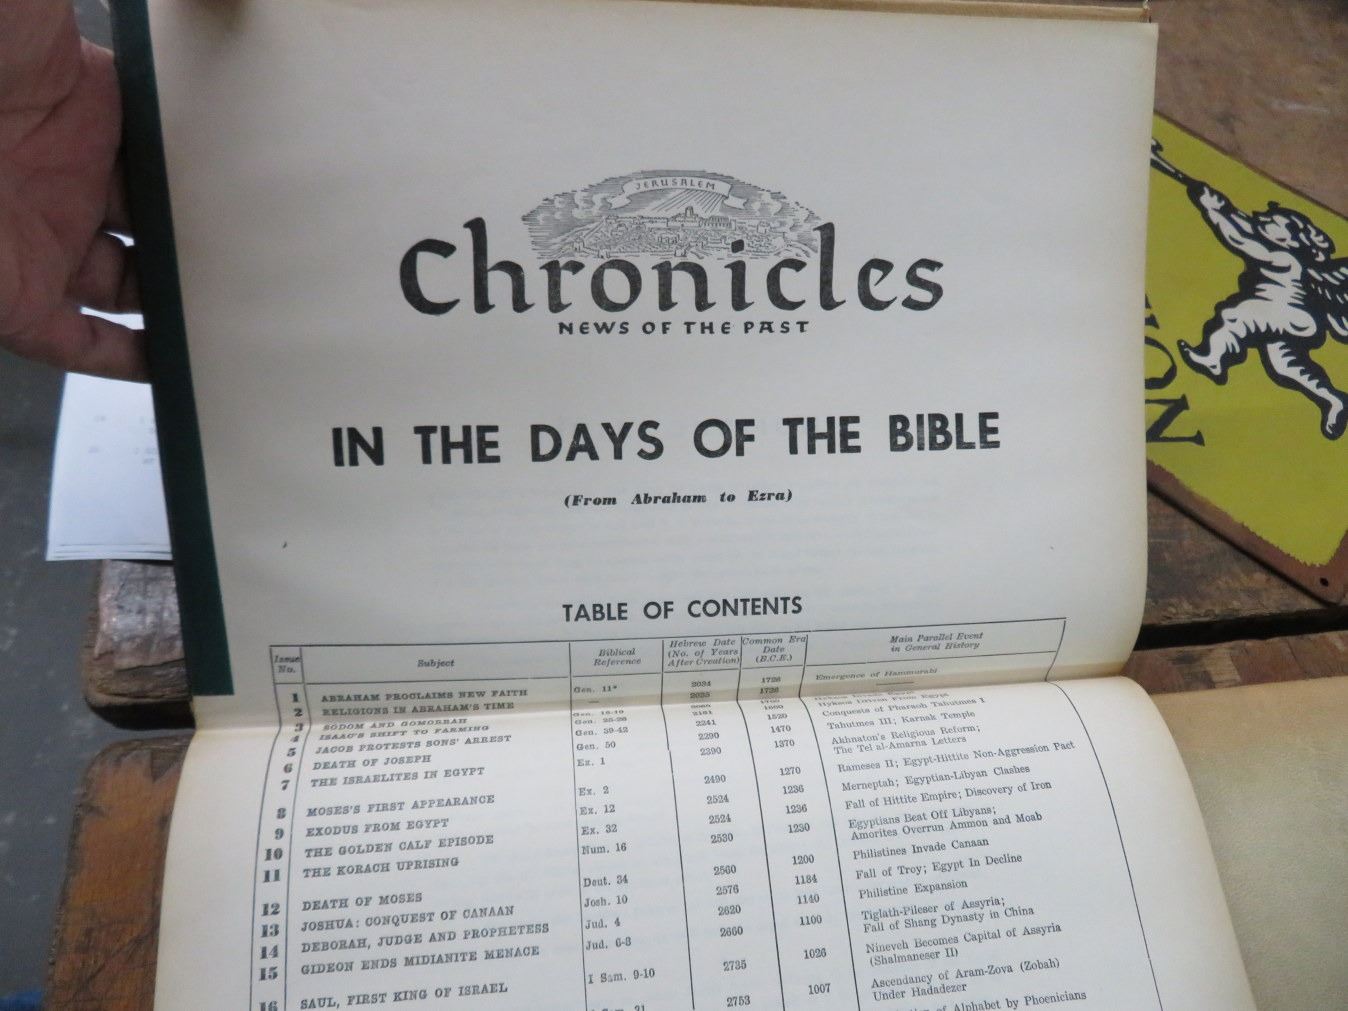 JERUSALEM
Chronicles
NEWS OF THE PAST
IN THE DAYS OF THE BIBLE
(From Abraham to Ezra)
TABLE OF CONTENTS
Issue No. Subject Biblical Reference Hebrew Date (No. of Years After Creation) Common Era Date (B.C.E.) Main Parallel Event in General History
1 ABRAHAM PROCLAIMS NEW FAITH Gen. 11* 2034 1726 Emergence of Hammurabi
2 RELIGIONS IN ABRAHAM'S TIME — 2035 1726
3 SODOM AND GOMORRAH Gen. 18-19
4 ISAAC'S SHIFT TO FARMING Gen. 25-26 Hyksos Driven From Egypt
5 JACOB PROTESTS SONS' ARREST Gen. 39-42 2241 1520 Conquests of Pharaoh Tahutmes I
6 DEATH OF JOSEPH Gen. 50 2290 1470 Tahutmes III; Karnak Temple
7 THE ISRAELITES IN EGYPT Ex. 1 2390 1370 Akhnaton's Religious Reform;
The Tel al-Amarna Letters
8 MOSES'S FIRST APPEARANCE Ex. 2 2490 1270 Rameses II; Egypt-Hittite Non-Aggression Pact
9 EXODUS FROM EGYPT Ex. 12 2524 1236 Merneptah; Egyptian-Libyan Clashes
10 THE GOLDEN CALF EPISODE Ex. 32 2524 1236 Fall of Hittite Empire; Discovery of Iron
11 THE KORACH UPRISING Num. 16 2530 1230 Egyptians Beat Off Libyans;
Amorites Overrun Ammon and Moab
12 DEATH OF MOSES Deut. 34 2560 1200 Philistines Invade Canaan
13 JOSHUA: CONQUEST OF CANAAN Josh. 10 2576 1184 Fall of Troy; Egypt In Decline
14 DEBORAH, JUDGE AND PROPHETESS Jud. 4 2620 1140 Philistine Expansion
15 GIDEON ENDS MIDIANITE MENACE Jud. 6-8 2660 1100 Tiglath-Pileser of Assyria;
Fall of Shang Dynasty in China
16 SAUL, FIRST KING OF ISRAEL I Sam. 9-10 2735 1026 Nineveh Becomes Capital of Assyria
(Shalmaneser II)
2753 1007 Ascendancy of Aram-Zova (Zobah)
Under Hadadezer
of Alphabet by Phoenicians
NON